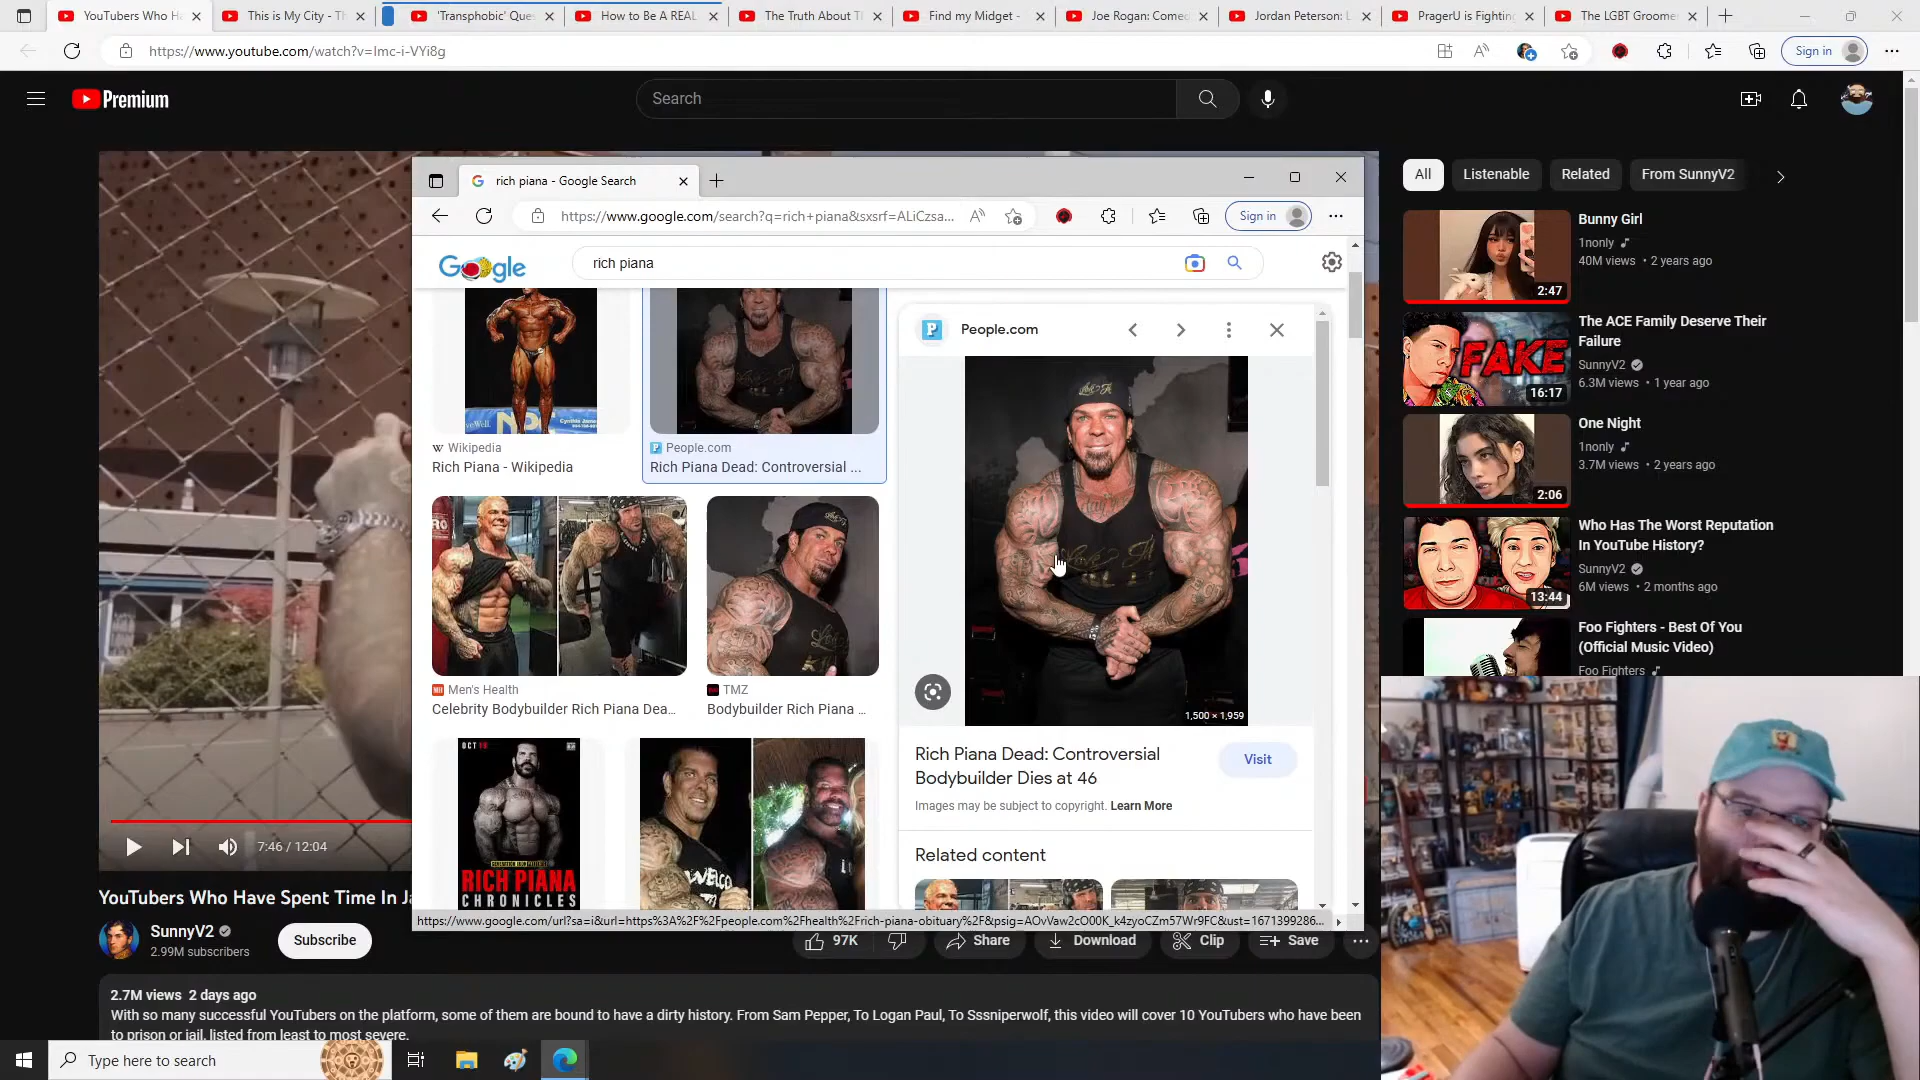 YouTubers Who Ha
This is My City - Th
'Transphobic' Ques
How to Be A REAL
The Truth About Th
Find my Midget -
Joe Rogan: Comed
Jordan Peterson: L
PragerU is Fighting
The LGBT Groome
https://www.youtube.com/watch?v=Imc-i-VYi8g
Sign in
Premium
Search
rich piana - Google Search
https://www.google.com/search?q=rich+piana&sxsrf=ALiCzsa...
Sign in
Google
rich piana
Wikipedia
Rich Piana - Wikipedia
People.com
Rich Piana Dead: Controversial ...
Men's Health
Celebrity Bodybuilder Rich Piana Dea...
TMZ
Bodybuilder Rich Piana ...
OCT
RICH PIANA
CHRONICLES
People.com
1,500 × 1,959
Rich Piana Dead: Controversial
Bodybuilder Dies at 46
Visit
Images may be subject to copyright. Learn More
Related content
https://www.google.com/url?sa=i&url=https%3A%2F%2Fpeople.com%2Fhealth%2Frich-piana-obituary%2F&psig=AOvVaw2cO00K_k4zyoCZm57Wr9FC&ust=1671399286...
7:46 / 12:04
YouTubers Who Have Spent Time In Ja
SunnyV2
2.99M subscribers
Subscribe
97K
Share
Download
Clip
Save
2.7M views 2 days ago
With so many successful YouTubers on the platform, some of them are bound to have a dirty history. From Sam Pepper, To Logan Paul, To Sssniperwolf, this video will cover 10 YouTubers who have been
to prison or jail, listed from least to most severe.
All
Listenable
Related
From SunnyV2
Bunny Girl
1nonly
40M views • 2 years ago
2:47
The ACE Family Deserve Their
Failure
SunnyV2
6.3M views • 1 year ago
FAKE
16:17
One Night
1nonly
3.7M views • 2 years ago
2:06
Who Has The Worst Reputation
In YouTube History?
SunnyV2
6M views • 2 months ago
13:44
Foo Fighters - Best Of You
(Official Music Video)
Foo Fighters
Type here to search